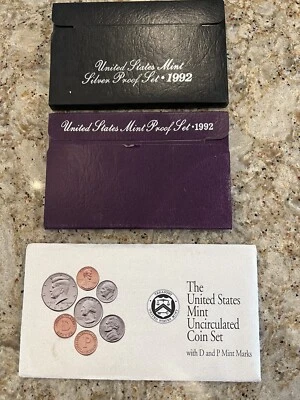 United States Mint
Silver Proof Set • 1992
United States Mint Proof Set • 1992
The
United States
Mint
Uncirculated
Coin Set
with D and P Mint Marks
D
P